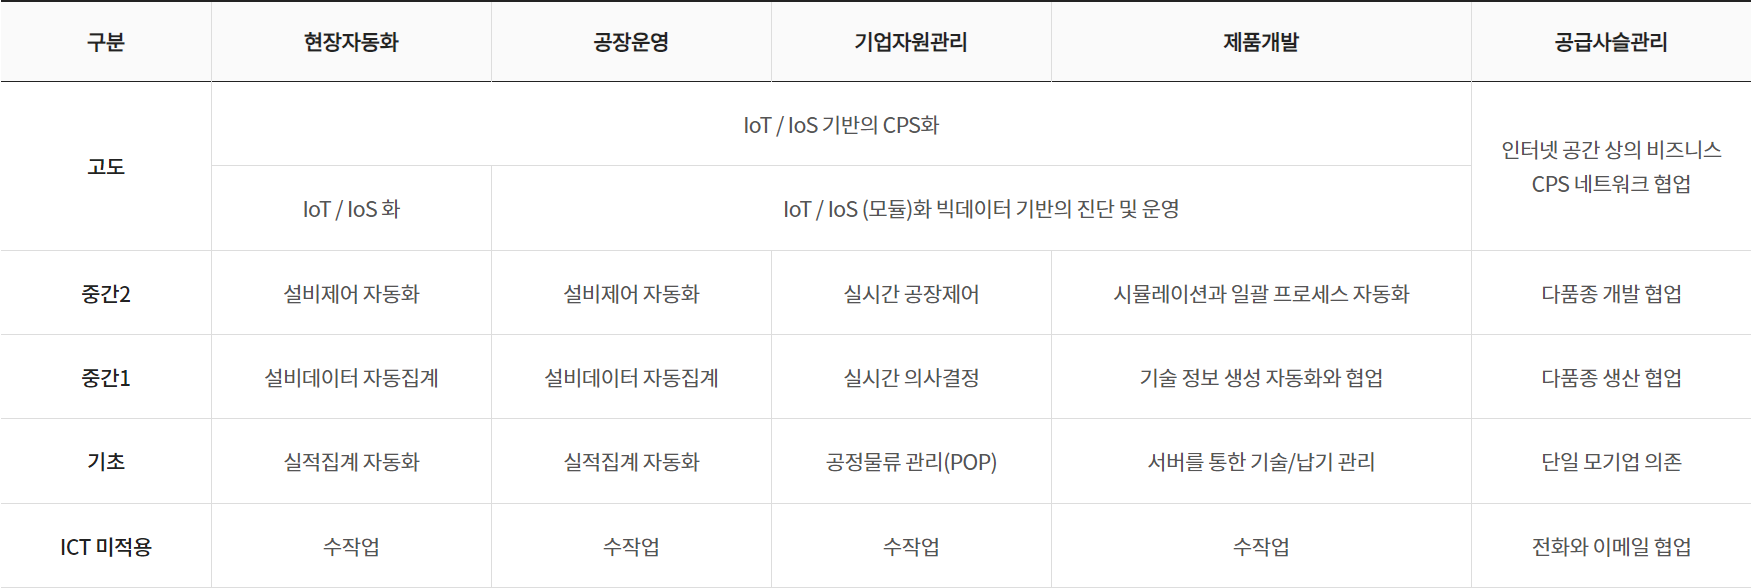 구분 현장자동화 공장운영 기업자원관리 제품개발 공급사슬관리
고도 IoT / IoS 기반의 CPS화 인터넷 공간 상의 비즈니스
CPS 네트워크 협업
IoT / IoS 화 IoT / IoS (모듈)화 빅데이터 기반의 진단 및 운영
중간2 설비제어 자동화 설비제어 자동화 실시간 공장제어 시뮬레이션과 일괄 프로세스 자동화 다품종 개발 협업
중간1 설비데이터 자동집계 설비데이터 자동집계 실시간 의사결정 기술 정보 생성 자동화와 협업 다품종 생산 협업
기초 실적집계 자동화 실적집계 자동화 공정물류 관리(POP) 서버를 통한 기술/납기 관리 단일 모기업 의존
ICT 미적용 수작업 수작업 수작업 수작업 전화와 이메일 협업